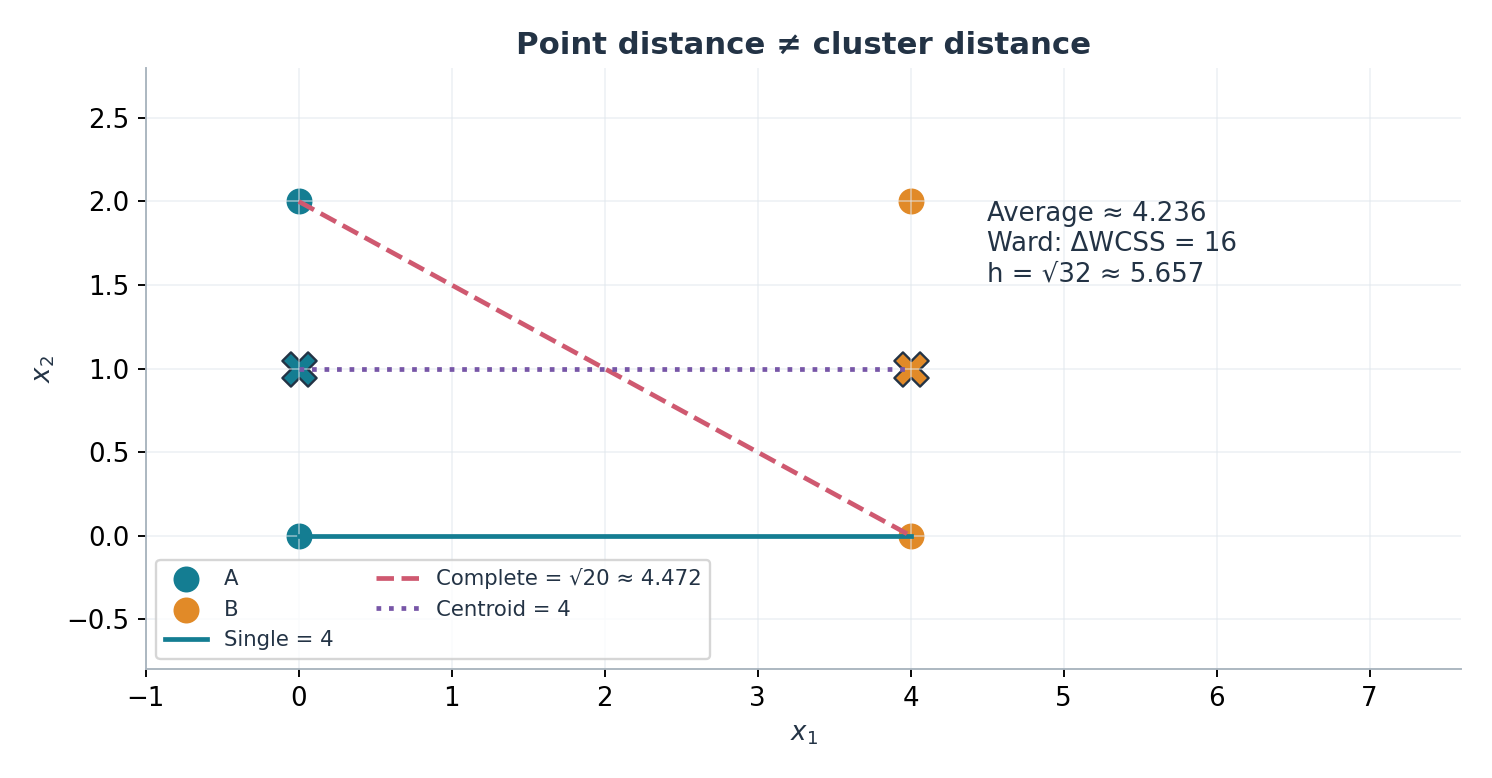 Point distance ≠ cluster distance
2.5
2.0
1.5
1.0
0.5
0.0
−0.5
x₂
Average ≈ 4.236
Ward: ΔWCSS = 16
h = √32 ≈ 5.657
A
B
Single = 4
Complete = √20 ≈ 4.472
Centroid = 4
−1 0 1 2 3 4 5 6 7
x₁